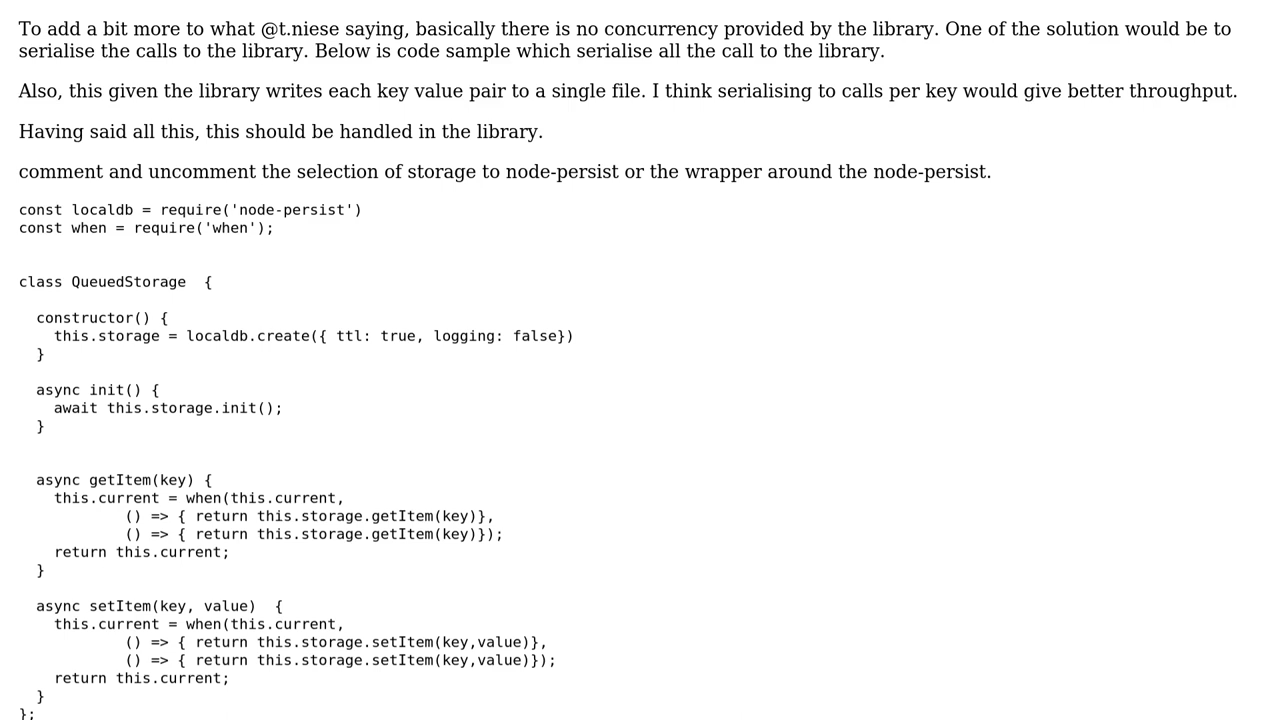 To add a bit more to what @t.niese saying, basically there is no concurrency provided by the library. One of the solution would be to
serialise the calls to the library. Below is code sample which serialise all the call to the library.
Also, this given the library writes each key value pair to a single file. I think serialising to calls per key would give better throughput.
Having said all this, this should be handled in the library.
comment and uncomment the selection of storage to node-persist or the wrapper around the node-persist.
const localdb = require('node-persist')
const when = require('when');
class QueuedStorage  {
  constructor() {
    this.storage = localdb.create({ ttl: true, logging: false})
  }
  async init() {
    await this.storage.init();
  }
  async getItem(key) {
    this.current = when(this.current,
            () => { return this.storage.getItem(key)},
            () => { return this.storage.getItem(key)});
    return this.current;
  }
  async setItem(key, value)  {
    this.current = when(this.current,
            () => { return this.storage.setItem(key,value)},
            () => { return this.storage.setItem(key,value)});
    return this.current;
  }
};